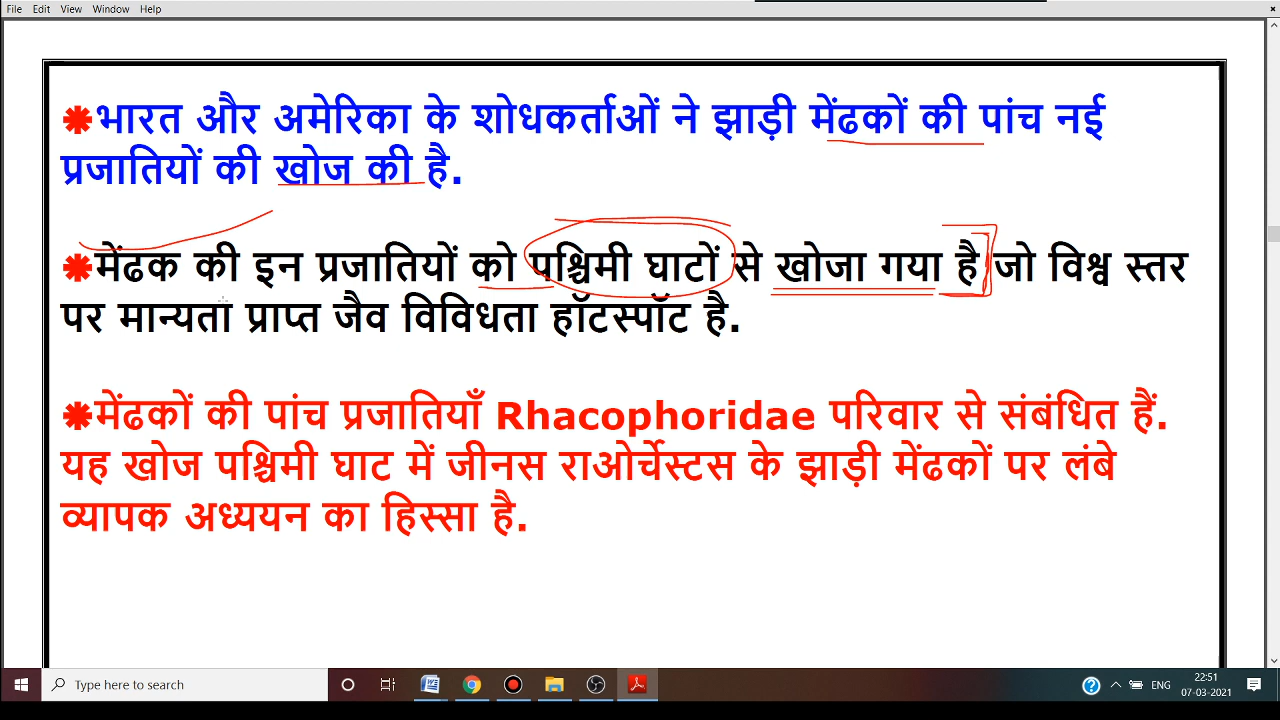 File Edit View Window Help
भारत और अमेरिका के शोधकर्ताओं ने झाड़ी मेंढकों की पांच नई
प्रजातियों की खोज की है.
मेंढक की इन प्रजातियों को पश्चिमी घाटों से खोजा गया है जो विश्व स्तर
पर मान्यता प्राप्त जैव विविधता हॉटस्पॉट है.
मेंढकों की पांच प्रजातियाँ Rhacophoridae परिवार से संबंधित हैं.
यह खोज पश्चिमी घाट में जीनस राओर्चेस्टस के झाड़ी मेंढकों पर लंबे
व्यापक अध्ययन का हिस्सा है.
Type here to search
ENG
22:51
07-03-2021